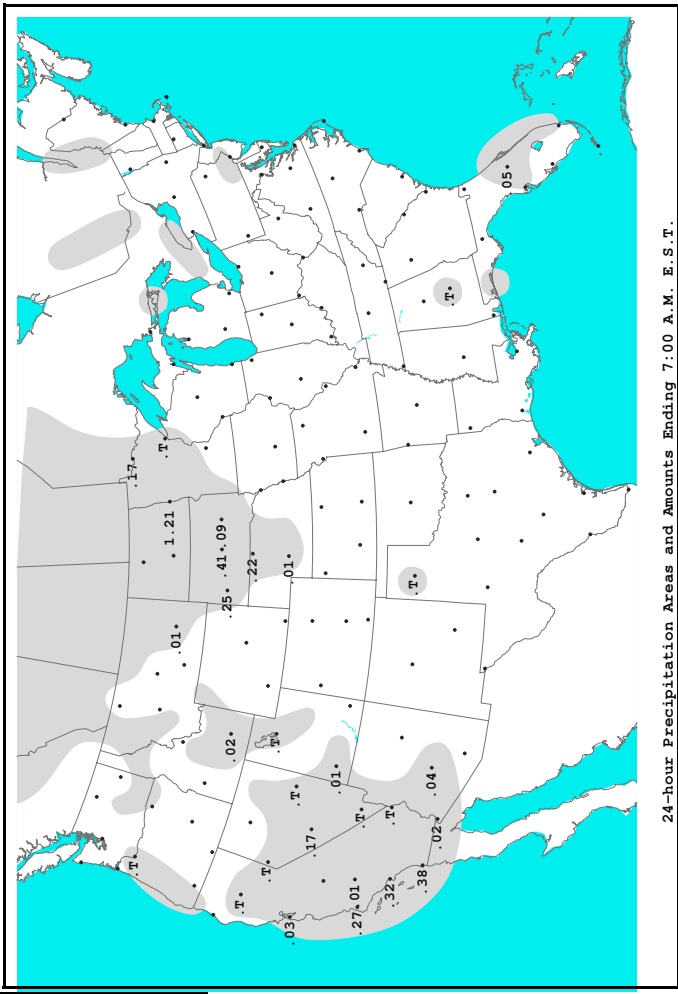 T
.17
T
1.21
.01
.41 .09
.25
.02
T
.22
T
T
.01
.03
T
.17
.01
.01
.27
T
.32
T
T
.38
.04
.02
T
.05
24-hour Precipitation Areas and Amounts Ending 7:00 A.M. E.S.T.